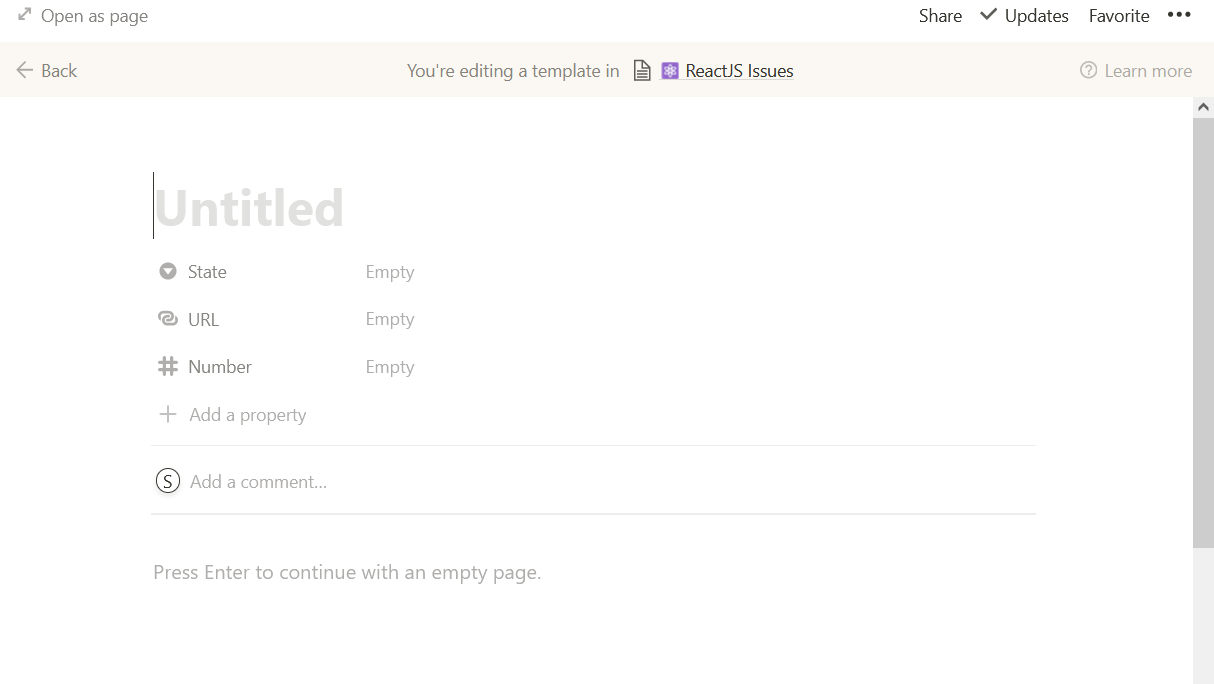 Open as page Share Updates Favorite
Back You're editing a template in ReactJS Issues Learn more
Untitled
State Empty
URL Empty
Number Empty
Add a property
S Add a comment...
Press Enter to continue with an empty page.